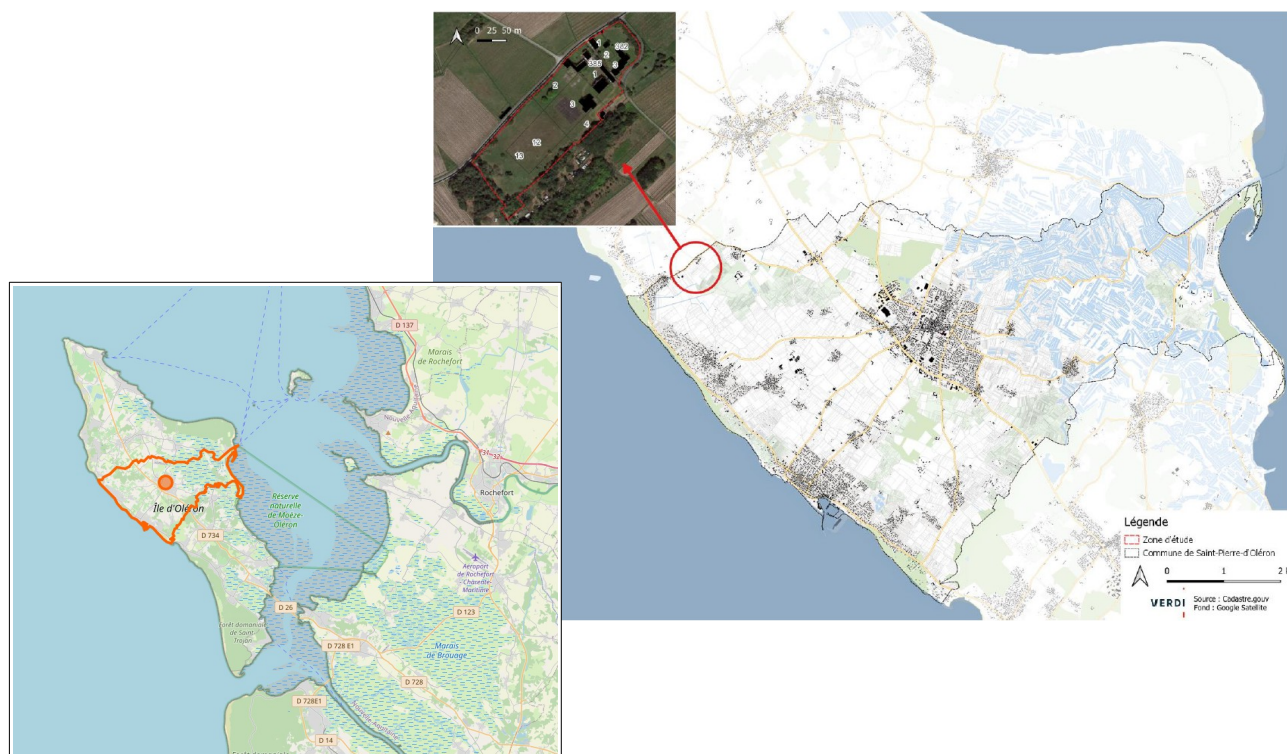 0 25 50 m
1
382
2
388
3
1
2
3
4
12
13
D 137
Marais
de Rochefort
Rochefort
Île d'Oléron
Réserve
naturelle
de Moëze-
Oléron
D 734
Aéroport
de Rochefort
Charente-
Maritime
D 26
D 123
Forêt domaniale
de Saint-
Trojan
D 728 E1
Marais
de Brouage
D 728
D 728E1
Nouvelle-Aquitaine
D 14
Légende
Zone d'étude
Commune de Saint-Pierre-d'Oléron
0 1 2
VERDI
Source : Cadastre.gouv
Fond : Google Satellite